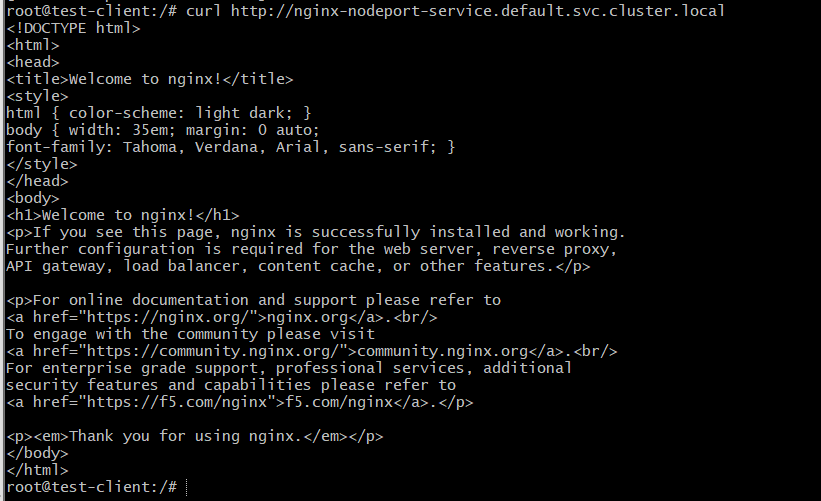 root@test-client:/# curl http://nginx-nodeport-service.default.svc.cluster.local
<!DOCTYPE html>
<html>
<head>
<title>Welcome to nginx!</title>
<style>
html { color-scheme: light dark; }
body { width: 35em; margin: 0 auto;
font-family: Tahoma, Verdana, Arial, sans-serif; }
</style>
</head>
<body>
<h1>Welcome to nginx!</h1>
<p>If you see this page, nginx is successfully installed and working.
Further configuration is required for the web server, reverse proxy,
API gateway, load balancer, content cache, or other features.</p>

<p>For online documentation and support please refer to
<a href="https://nginx.org/">nginx.org</a>.<br/>
To engage with the community please visit
<a href="https://community.nginx.org/">community.nginx.org</a>.<br/>
For enterprise grade support, professional services, additional
security features and capabilities please refer to
<a href="https://f5.com/nginx">f5.com/nginx</a>.</p>

<p><em>Thank you for using nginx.</em></p>
</body>
</html>
root@test-client:/#